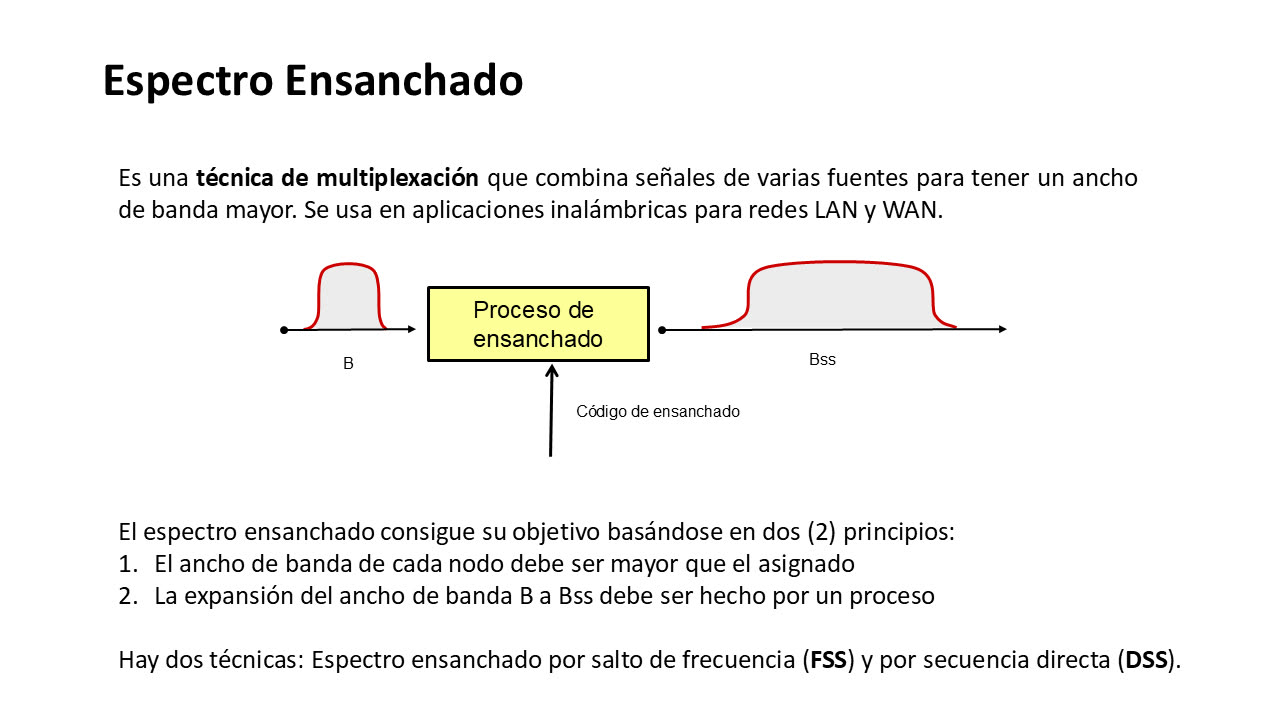 Espectro Ensanchado
Es una técnica de multiplexación que combina señales de varias fuentes para tener un ancho
de banda mayor. Se usa en aplicaciones inalámbricas para redes LAN y WAN.
Proceso de
ensanchado
B
Bss
Código de ensanchado
El espectro ensanchado consigue su objetivo basándose en dos (2) principios:
1. El ancho de banda de cada nodo debe ser mayor que el asignado
2. La expansión del ancho de banda B a Bss debe ser hecho por un proceso
Hay dos técnicas: Espectro ensanchado por salto de frecuencia (FSS) y por secuencia directa (DSS).